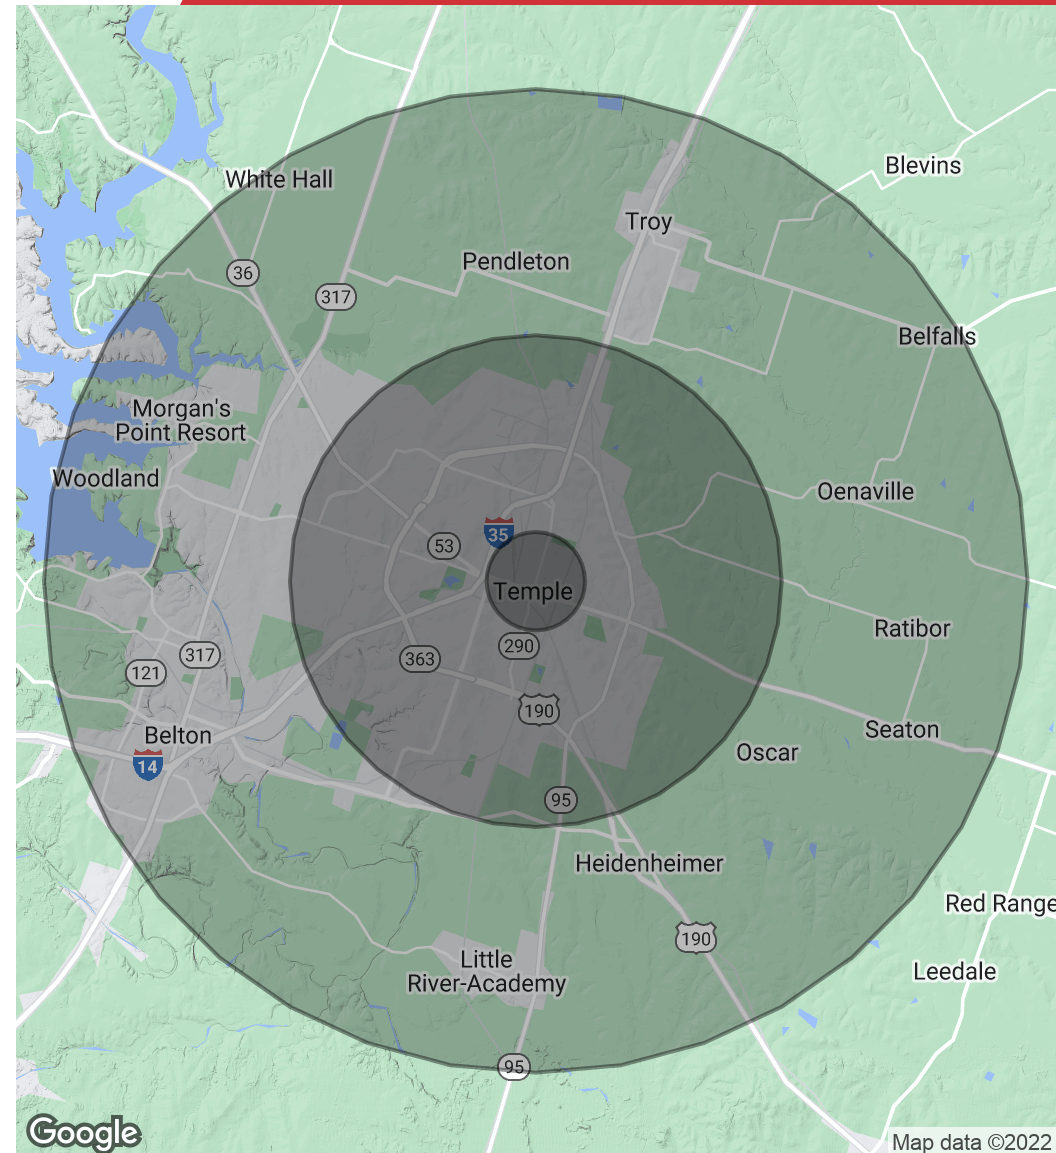 Blevins
White Hall
Troy
Pendleton
36
317
Belfalls
Morgan's
Point Resort
Woodland
Oenaville
35
53
Temple
Ratibor
290
317
363
121
190
Seaton
Belton
Oscar
14
95
Heidenheimer
Red Range
190
Little
River-Academy
Leedale
95
Google
Map data ©2022